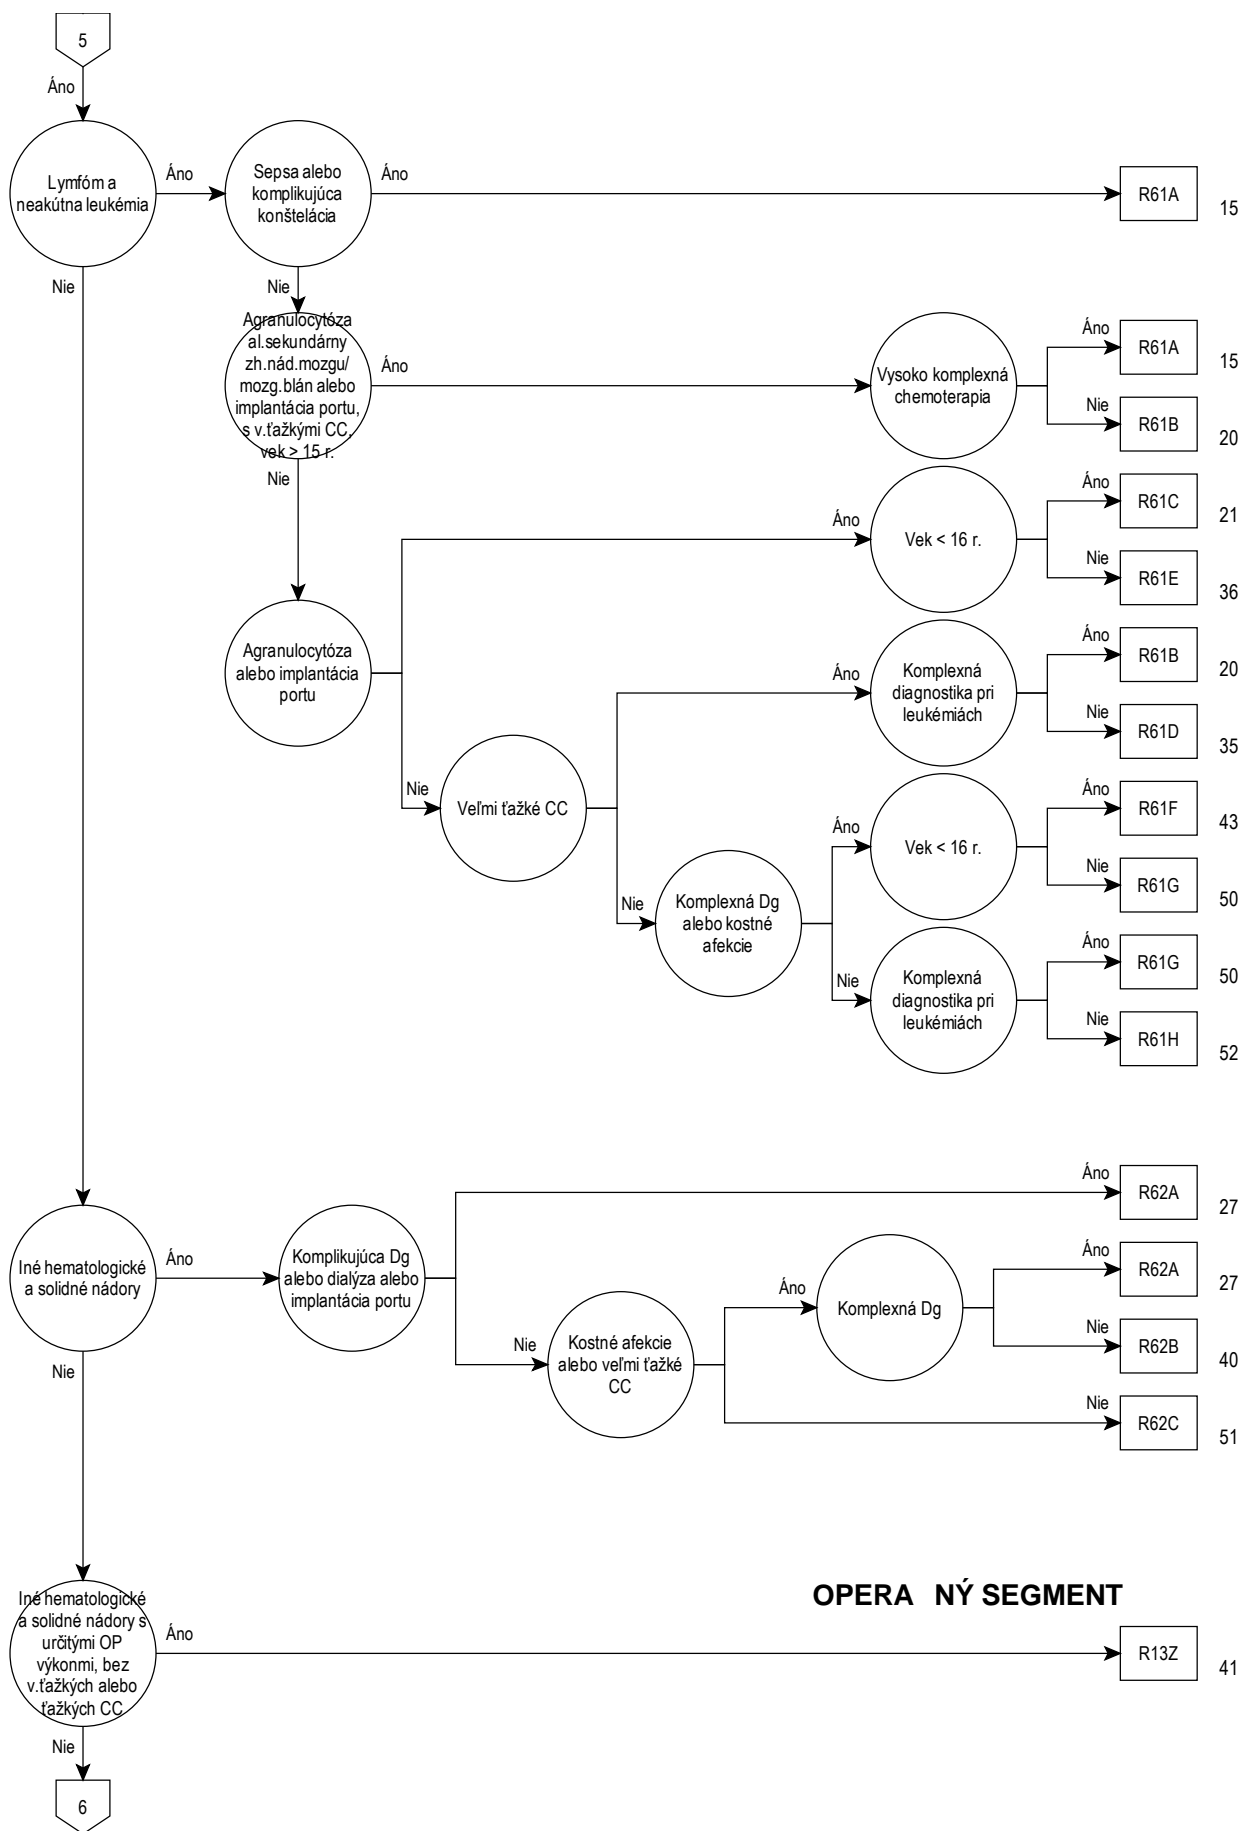 5
Áno
Lymfóm a
neakútna leukémia
Áno
Sepsa alebo
komplikujúca
konštelácia
Áno
R61A
15
Nie
Nie
Agranulocytóza
al.sekundárny
zh.nád.mozgu/
mozg.blán alebo
implantácia portu,
s v.ťažkými CC,
vek > 15 r.
Áno
Vysoko komplexná
chemoterapia
Áno
R61A
15
Nie
R61B
20
Nie
Agranulocytóza
alebo implantácia
portu
Áno
Vek < 16 r.
Áno
R61C
21
Nie
R61E
36
Nie
Veľmi ťažké CC
Áno
Komplexná
diagnostika pri
leukémiách
Áno
R61B
20
Nie
R61D
35
Nie
Komplexná Dg
alebo kostné
afekcie
Áno
Vek < 16 r.
Áno
R61F
43
Nie
R61G
50
Nie
Komplexná
diagnostika pri
leukémiách
Áno
R61G
50
Nie
R61H
52
Iné hematologické
a solidné nádory
Áno
Komplikujúca Dg
alebo dialýza alebo
implantácia portu
Áno
R62A
27
Nie
Kostné afekcie
alebo veľmi ťažké
CC
Áno
Komplexná Dg
Áno
R62A
27
Nie
R62B
40
Nie
R62C
51
Nie
OPERA NÝ SEGMENT
Iné hematologické
a solidné nádory s
určitými OP
výkonmi, bez
v.ťažkých alebo
ťažkých CC
Áno
R13Z
41
Nie
6